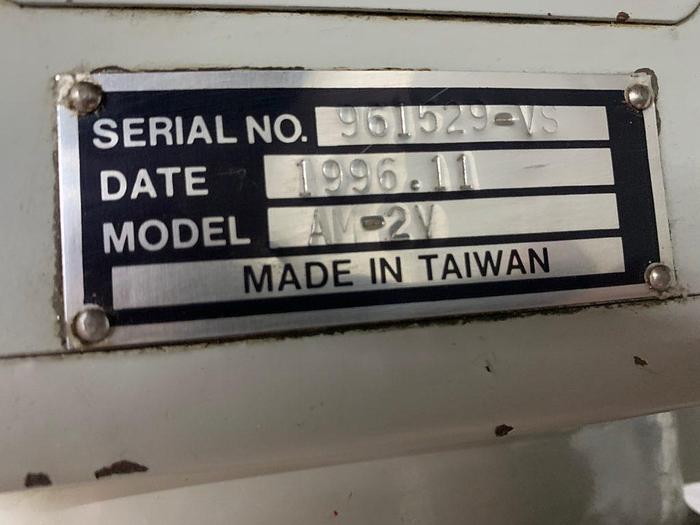 SERIAL NO. 961529-VS
DATE 1996.11
MODEL AM-2V
MADE IN TAIWAN